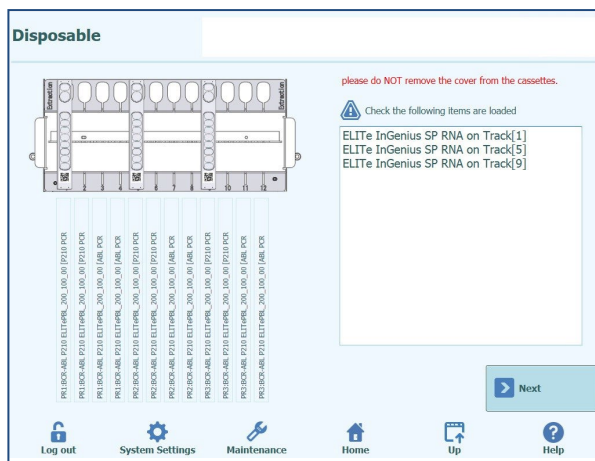 Disposable
please do NOT remove the cover from the cassettes.
Check the following items are loaded
ELITe InGenius SP RNA on Track[1]
ELITe InGenius SP RNA on Track[5]
ELITe InGenius SP RNA on Track[9]
Extraction
Extraction
2 3 4 6 7 8 10 11 12
PR1:BCR-ABL P210 ELITePBL_200_100_00 [P210 PCR
PR1:BCR-ABL P210 ELITePBL_200_100_00 [P210 PCR
PR1:BCR-ABL P210 ELITePBL_200_100_00 [ABL PCR
PR1:BCR-ABL P210 ELITePBL_200_100_00 [ABL PCR
PR2:BCR-ABL P210 ELITePBL_200_100_00 [P210 PCR
PR2:BCR-ABL P210 ELITePBL_200_100_00 [P210 PCR
PR2:BCR-ABL P210 ELITePBL_200_100_00 [ABL PCR
PR2:BCR-ABL P210 ELITePBL_200_100_00 [ABL PCR
PR3:BCR-ABL P210 ELITePBL_200_100_00 [P210 PCR
PR3:BCR-ABL P210 ELITePBL_200_100_00 [P210 PCR
PR3:BCR-ABL P210 ELITePBL_200_100_00 [ABL PCR
PR3:BCR-ABL P210 ELITePBL_200_100_00 [ABL PCR
Next
Log out
System Settings
Maintenance
Home
Up
Help